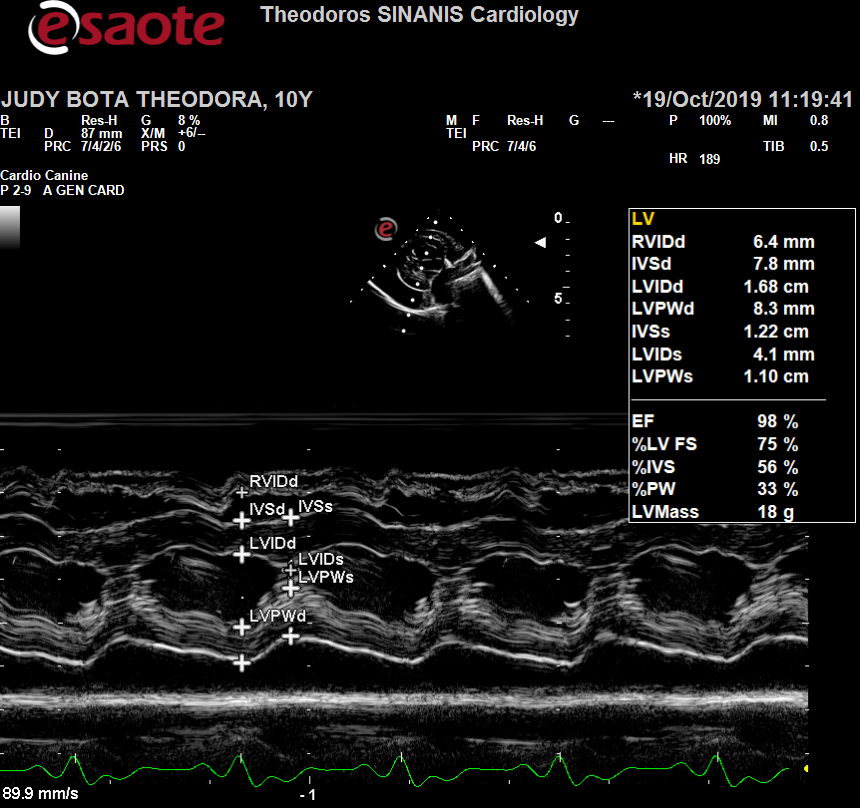 esaote
Theodoros SINANIS Cardiology
JUDY BOTA THEODORA, 10Y
*19/Oct/2019 11:19:41
B Res-H G 8 %
TEI D 87 mm X/M +6/--
PRC 7/4/2/6 PRS 0
M F Res-H G ---
TEI
PRC 7/4/6
P 100% MI 0.8
TIB 0.5
HR 189
Cardio Canine
P 2-9 A GEN CARD
e
0
5
LV
RVIDd 6.4 mm
IVSd 7.8 mm
LVIDd 1.68 cm
LVPWd 8.3 mm
IVSs 1.22 cm
LVIDs 4.1 mm
LVPWs 1.10 cm
EF 98 %
%LV FS 75 %
%IVS 56 %
%PW 33 %
LVMass 18 g
RVIDd
IVSd IVSs
LVIDd
LVIDs
LVPWs
LVPWd
89.9 mm/s
-1